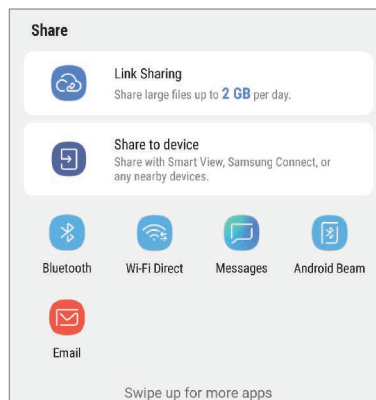 Share
Link Sharing
Share large files up to 2 GB per day.
Share to device
Share with Smart View, Samsung Connect, or
any nearby devices.
Bluetooth
Wi-Fi Direct
Messages
Android Beam
Email
Swipe up for more apps